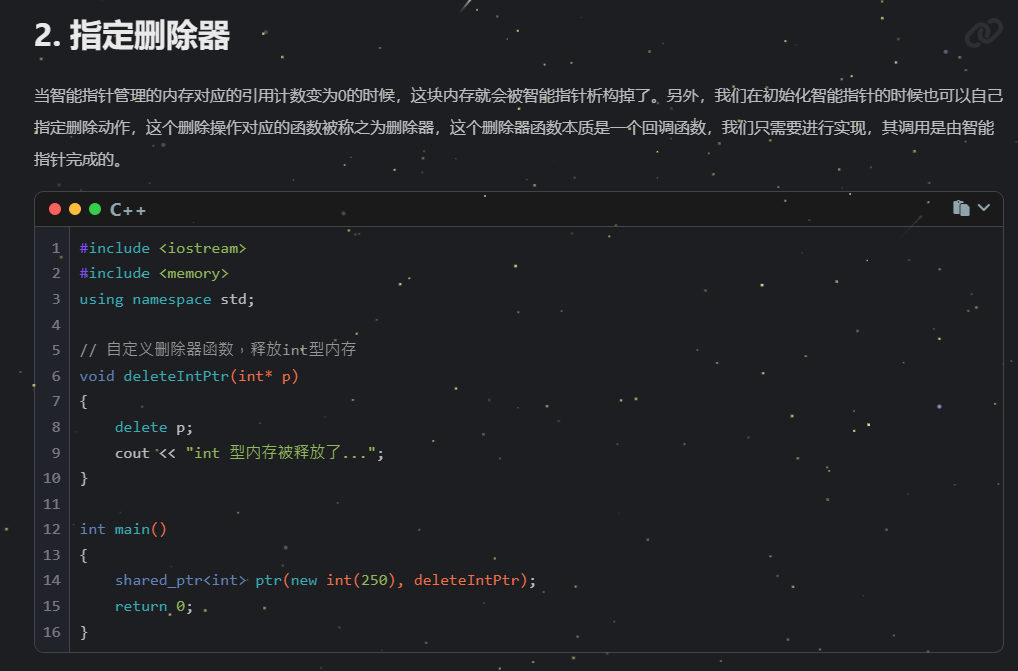 2. 指定删除器
当智能指针管理的内存对应的引用计数变为0的时候，这块内存就会被智能指针析构掉了。另外，我们在初始化智能指针的时候也可以自己
指定删除动作，这个删除操作对应的函数被称之为删除器，这个删除器函数本质是一个回调函数，我们只需要进行实现，其调用是由智能
指针完成的。
C++
1 #include <iostream>
2 #include <memory>
3 using namespace std;
4
5 // 自定义删除器函数，释放int型内存
6 void deleteIntPtr(int* p)
7 {
8     delete p;
9     cout << "int 型内存被释放了...";
10 }
11
12 int main()
13 {
14     shared_ptr<int> ptr(new int(250), deleteIntPtr);
15     return 0;
16 }